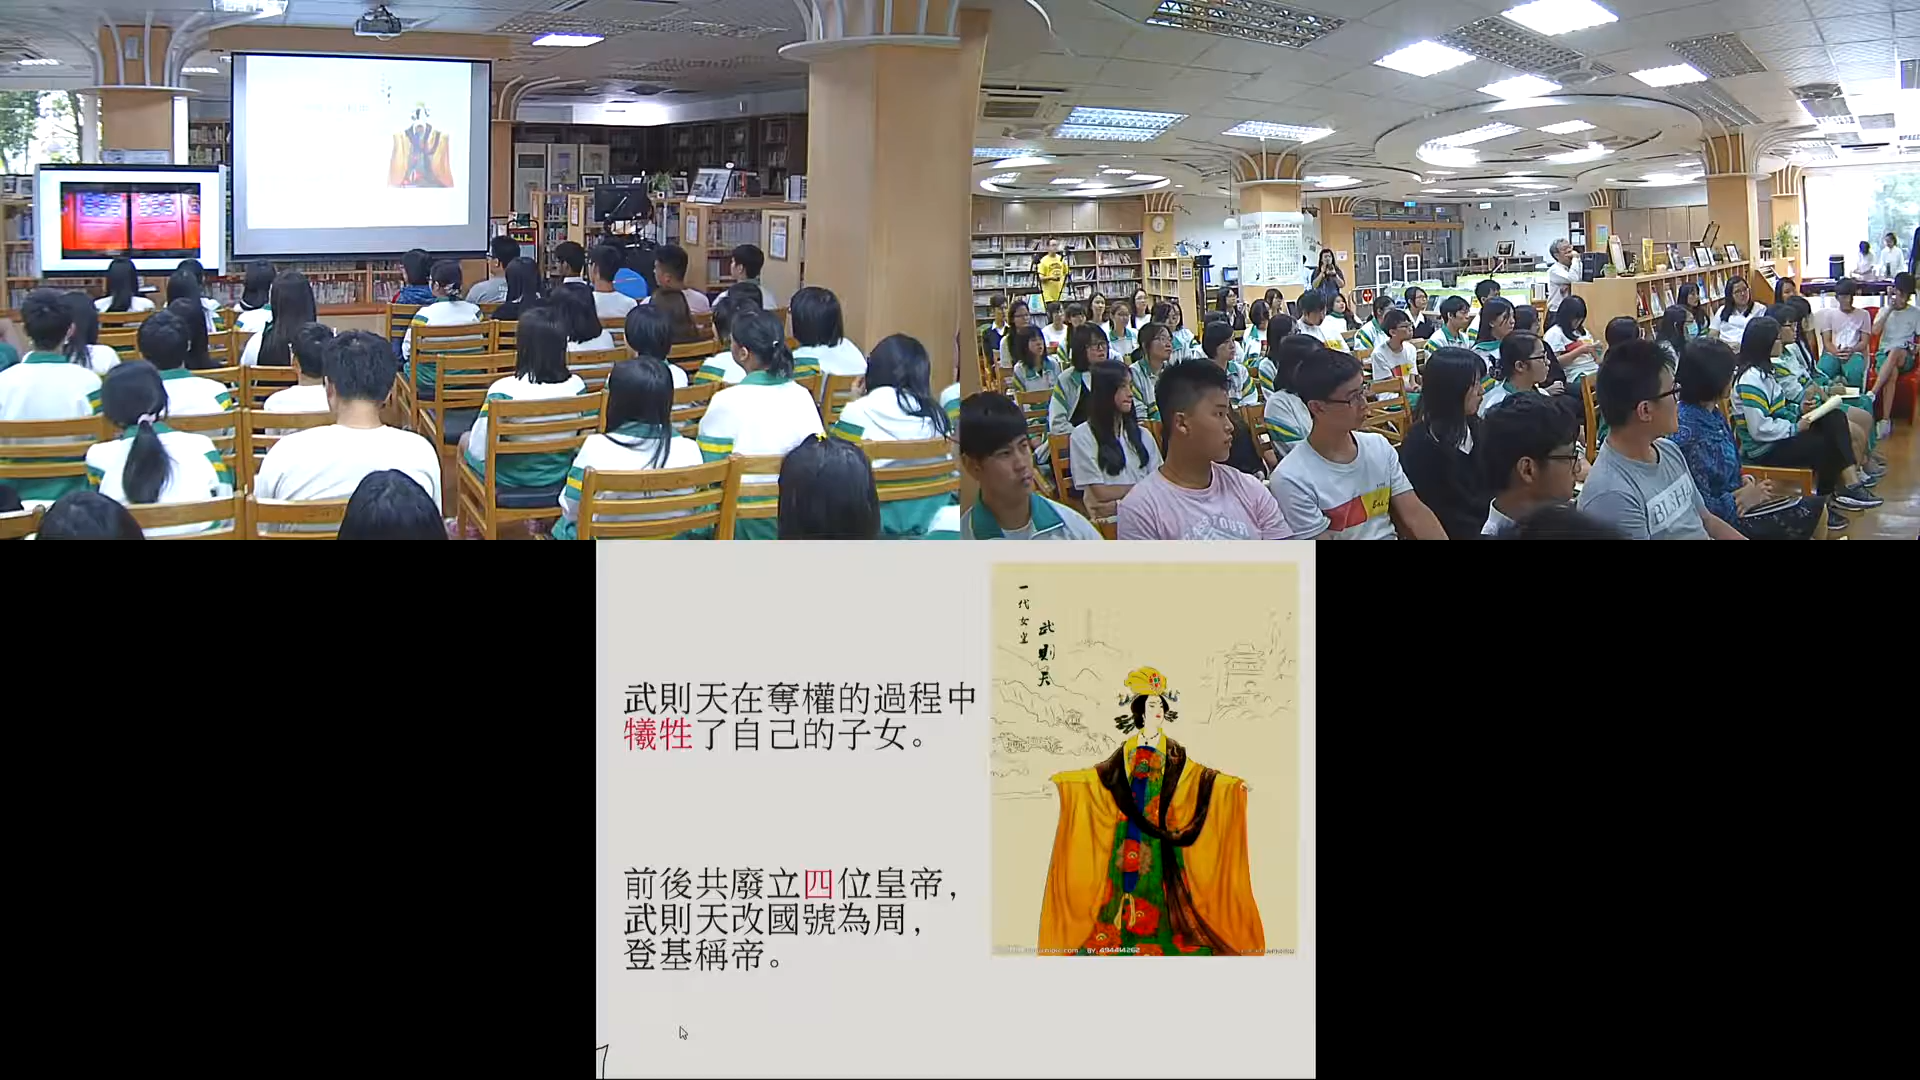 武則天在奪權的過程中
犧牲了自己的子女。
前後共廢立四位皇帝，
武則天改國號為周，
登基稱帝。
一代女皇
武則天
BY: 494414262